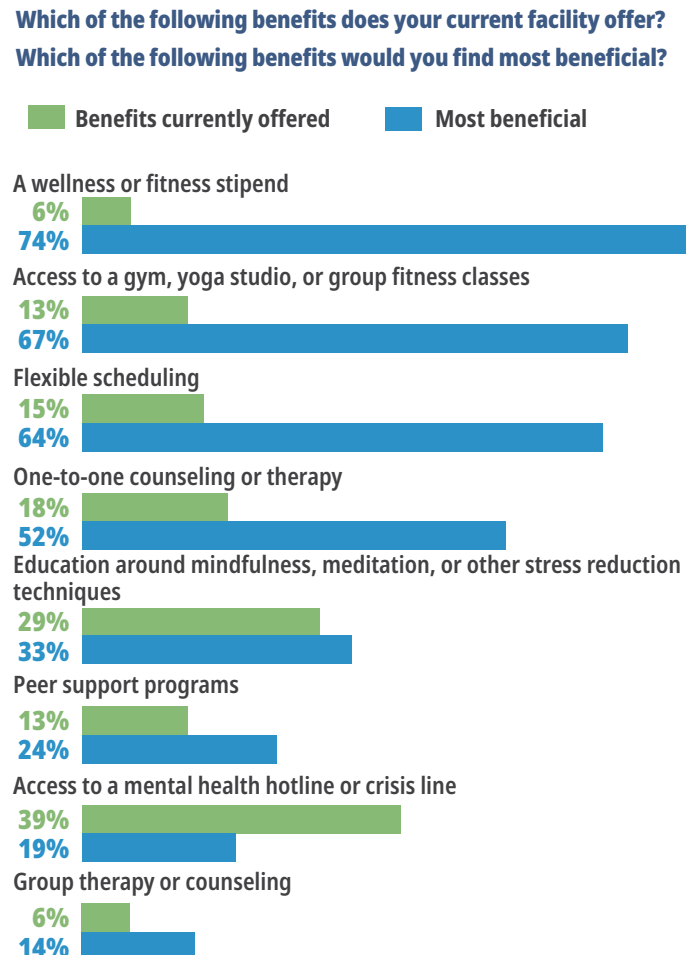 Which of the following benefits does your current facility offer?
Which of the following benefits would you find most beneficial?
Benefits currently offered
Most beneficial
A wellness or fitness stipend
6%
74%
Access to a gym, yoga studio, or group fitness classes
13%
67%
Flexible scheduling
15%
64%
One-to-one counseling or therapy
18%
52%
Education around mindfulness, meditation, or other stress reduction
techniques
29%
33%
Peer support programs
13%
24%
Access to a mental health hotline or crisis line
39%
19%
Group therapy or counseling
6%
14%